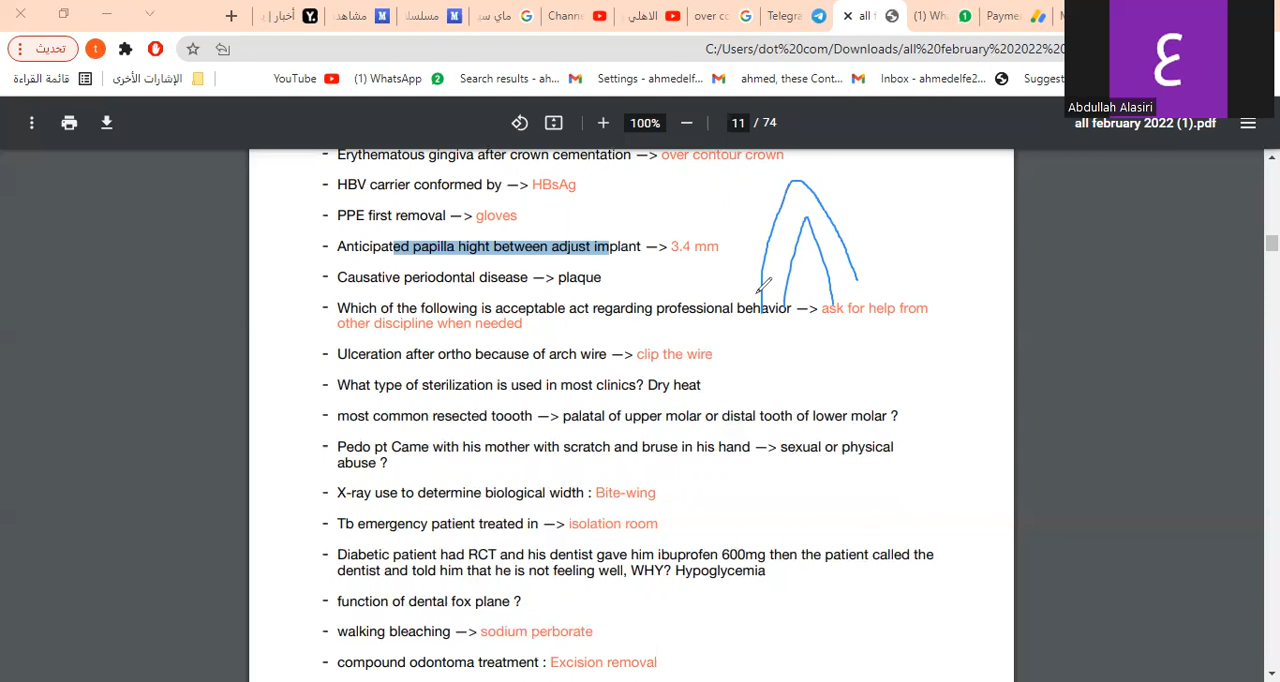 أخبار | ي
مشاهد
مسلسلا
ماي سي
Chann
الاهلي و
over co
Telegra
all f
(1) Wh
Payme
تحديث
t
C:/Users/dot%20com/Downloads/all%20february%202022%20
قائمة القراءة
الإشارات الأخرى
YouTube
(1) WhatsApp
Search results - ah...
Settings - ahmedelf...
ahmed, these Cont...
Inbox - ahmedelfe2...
Sugges
ع
Abdullah Alasiri
100%
11 / 74
all february 2022 (1).pdf
- Erythematous gingiva after crown cementation —> over contour crown
- HBV carrier conformed by —> HBsAg
- PPE first removal —> gloves
- Anticipated papilla hight between adjust implant —> 3.4 mm
- Causative periodontal disease —> plaque
- Which of the following is acceptable act regarding professional behavior —> ask for help from
other discipline when needed
- Ulceration after ortho because of arch wire —> clip the wire
- What type of sterilization is used in most clinics? Dry heat
- most common resected toooth —> palatal of upper molar or distal tooth of lower molar ?
- Pedo pt Came with his mother with scratch and bruse in his hand —> sexual or physical
abuse ?
- X-ray use to determine biological width : Bite-wing
- Tb emergency patient treated in —> isolation room
- Diabetic patient had RCT and his dentist gave him ibuprofen 600mg then the patient called the
dentist and told him that he is not feeling well, WHY? Hypoglycemia
- function of dental fox plane ?
- walking bleaching —> sodium perborate
- compound odontoma treatment : Excision removal